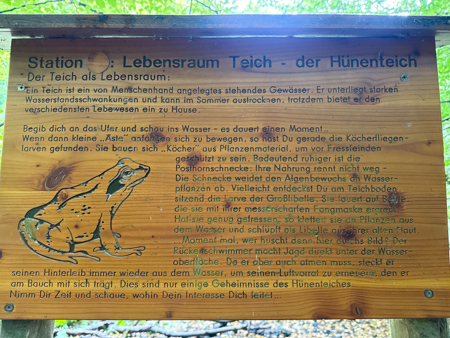 Station : Lebensraum Teich - der Hünenteich
Der Teich als Lebensraum:
Ein Teich ist ein von Menschenhand angelegtes stehendes Gewässer. Er unterliegt starken
Wasserstandsschwankungen und kann im Sommer austrocknen, trotzdem bietet er den
verschiedensten Lebewesen ein zu Hause.
Begib dich an das Ufer und schau ins Wasser - es dauert einen Moment.
Wenn dann kleine „Äste" anfangen sich zu bewegen, so hast Du gerade die Köcherfliegen-
larven gefunden. Sie bauen sich „Köcher" aus Pflanzenmaterial, um vor Fressfeinden
geschützt zu sein. Bedeutend ruhiger ist die
Posthornschnecke: Ihre Nahrung rennt nicht weg -
Die Schnecke weidet den Algenbewuchs an Wasser-
pflanzen ab. Vielleicht entdeckst Du am Teichboden
sitzend die Larve der Großlibelle. Sie lauert auf
die sie mit ihrer messerscharfen Fangmaske
Hat sie genug gefressen, so klettert sie an Pflanzen aus
dem Wasser und schlüpft als Libelle aus ihrer alten Haut.
Moment mal, wer huscht denn hier durchs Bild? Der
Rückenschwimmer macht Jagd direkt unter der Wasser-
oberfläche. Da er aber auch atmen muss, steckt er
seinen Hinterleib immer wieder aus dem Wasser, um seinen Luftvorrat zu erneuern, den er
am Bauch mit sich trägt. Dies sind nur einige Geheimnisse des Hünenteiches.
Nimm Dir Zeit und schaue, wohin Dein Interesse Dich leitet.